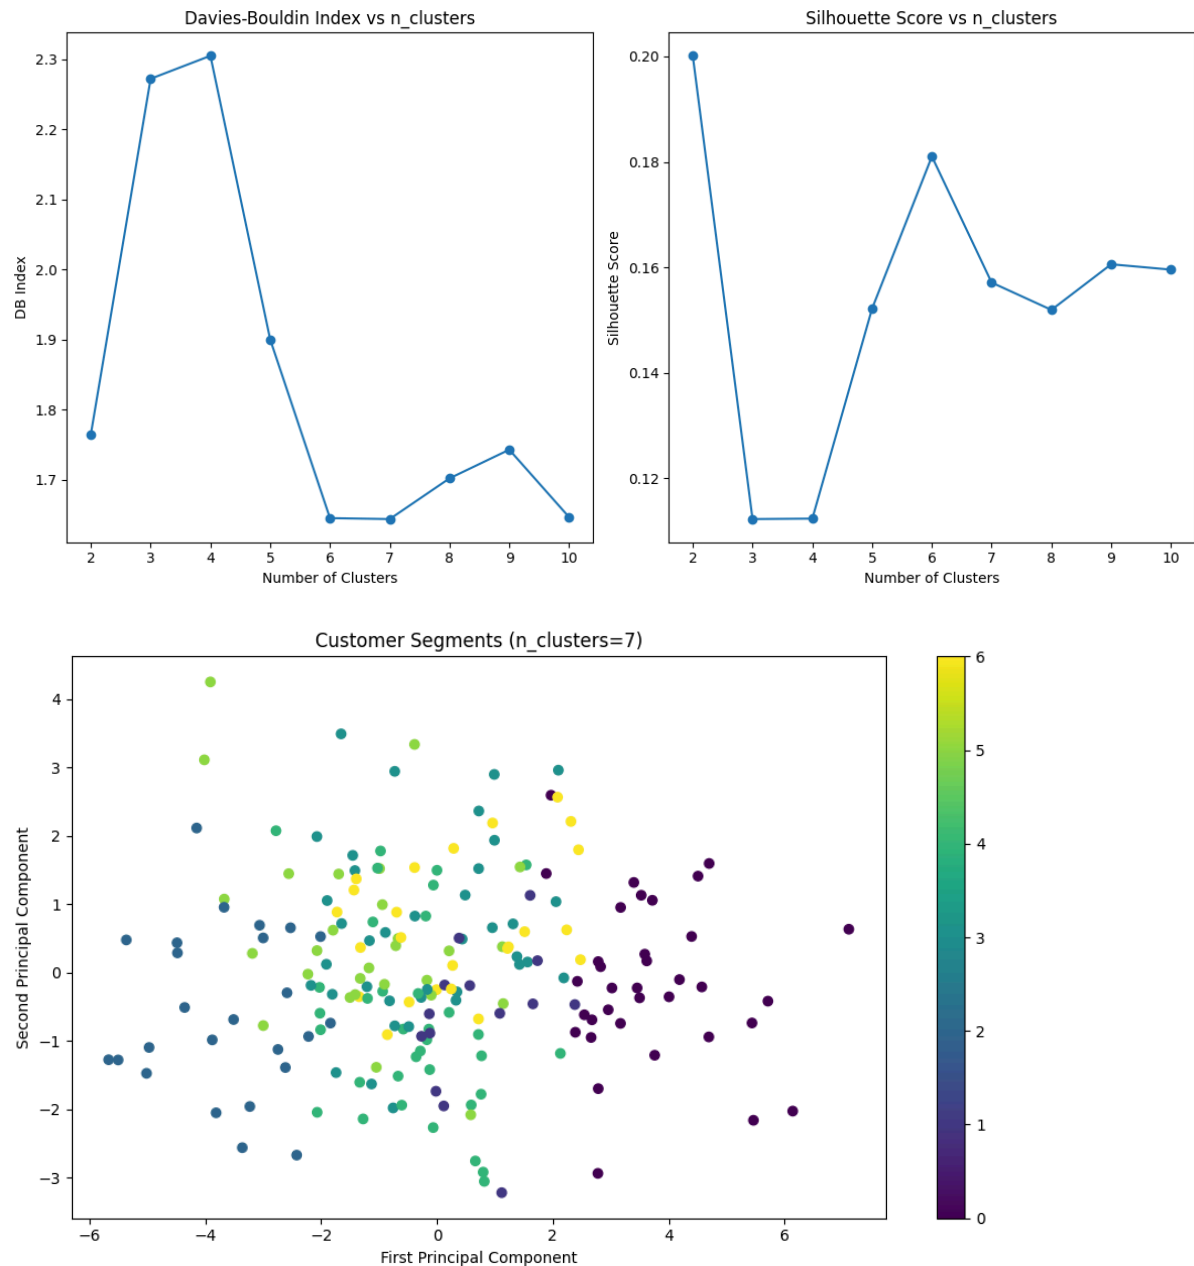 Davies-Bouldin Index vs n_clusters
2.3
2.2
2.1
2.0
1.9
1.8
1.7
DB Index
2 3 4 5 6 7 8 9 10
Number of Clusters
Silhouette Score vs n_clusters
0.20
0.18
0.16
0.14
0.12
Silhouette Score
2 3 4 5 6 7 8 9 10
Number of Clusters
Customer Segments (n_clusters=7)
4
3
2
1
0
−1
−2
−3
Second Principal Component
−6 −4 −2 0 2 4 6
First Principal Component
6
5
4
3
2
1
0